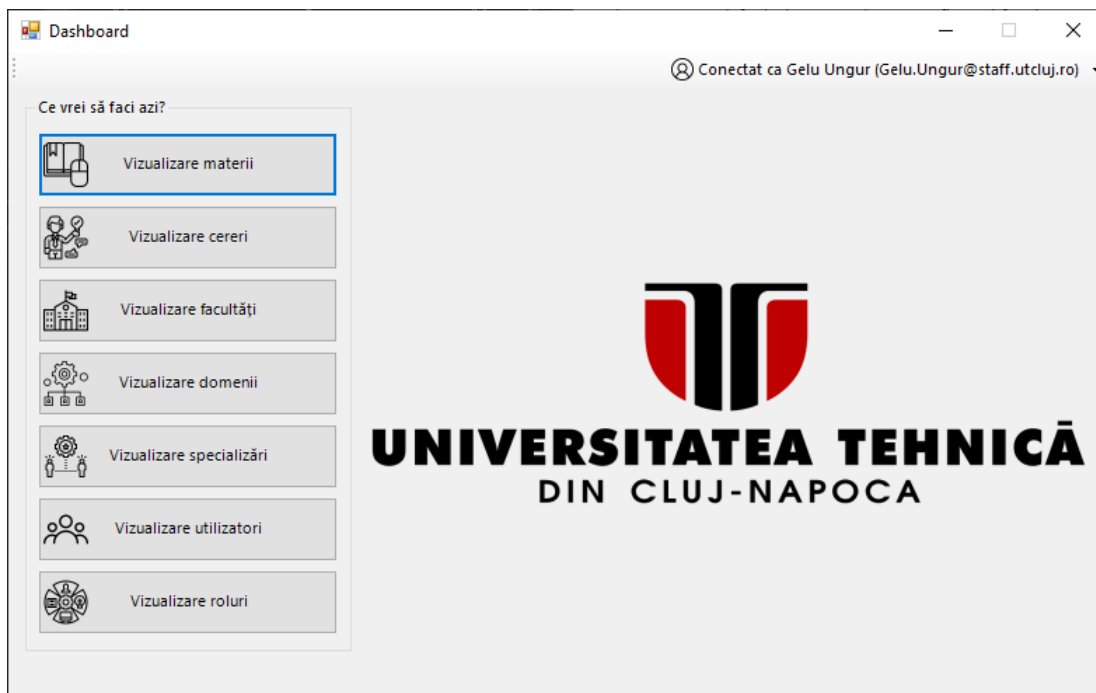 Dashboard
Conectat ca Gelu Ungur (Gelu.Ungur@staff.utcluj.ro)
Ce vrei să faci azi?
Vizualizare materii
Vizualizare cereri
Vizualizare facultăți
Vizualizare domenii
Vizualizare specializări
Vizualizare utilizatori
Vizualizare roluri
UNIVERSITATEA TEHNICĂ
DIN CLUJ-NAPOCA